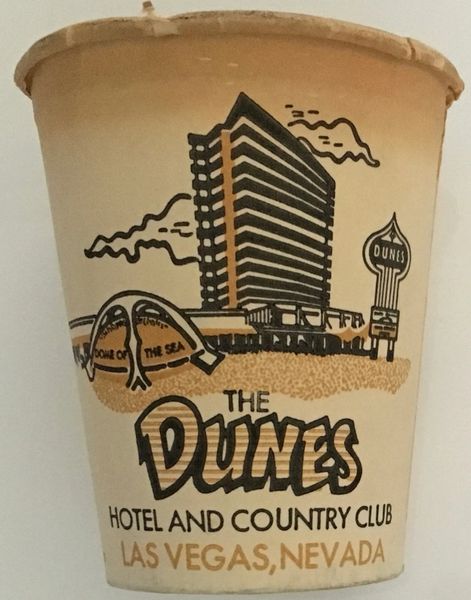 DUNES
DOME OF THE SEA
THE
DUNES
HOTEL AND COUNTRY CLUB
LAS VEGAS, NEVADA